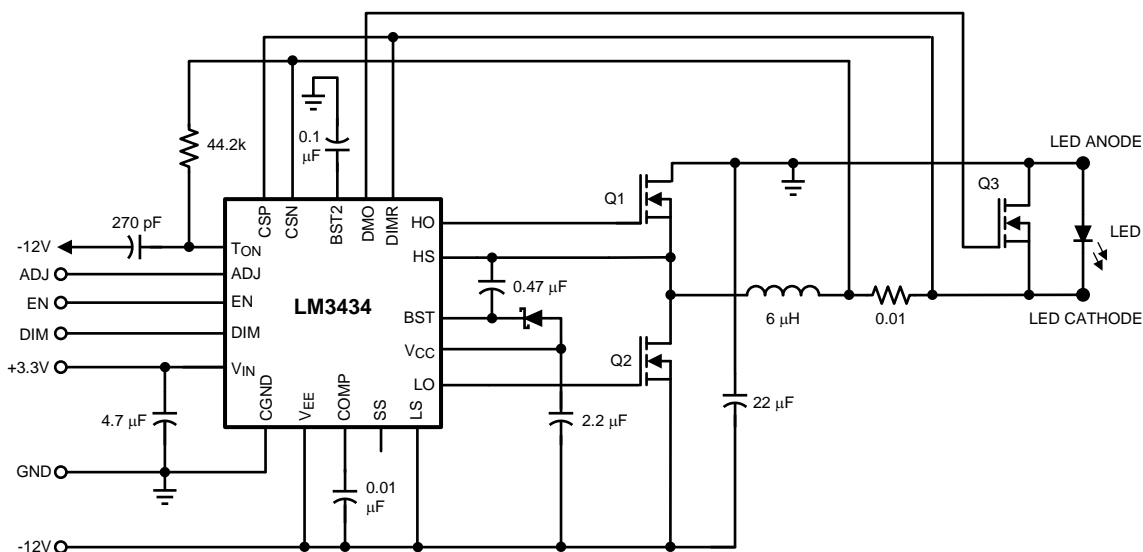 44.2k
0.1
μF
CSP
CSN
BST2
DMO
DIMR
270 pF
-12V
TON
ADJ
ADJ
EN
EN
DIM
DIM
+3.3V
VIN
LM3434
HO
HS
0.47 μF
BST
VCC
LO
4.7 μF
CGND
VEE
COMP
SS
LS
GND
0.01
μF
-12V
2.2 μF
22 μF
Q1
Q2
Q3
6 μH
0.01
LED ANODE
LED
LED CATHODE